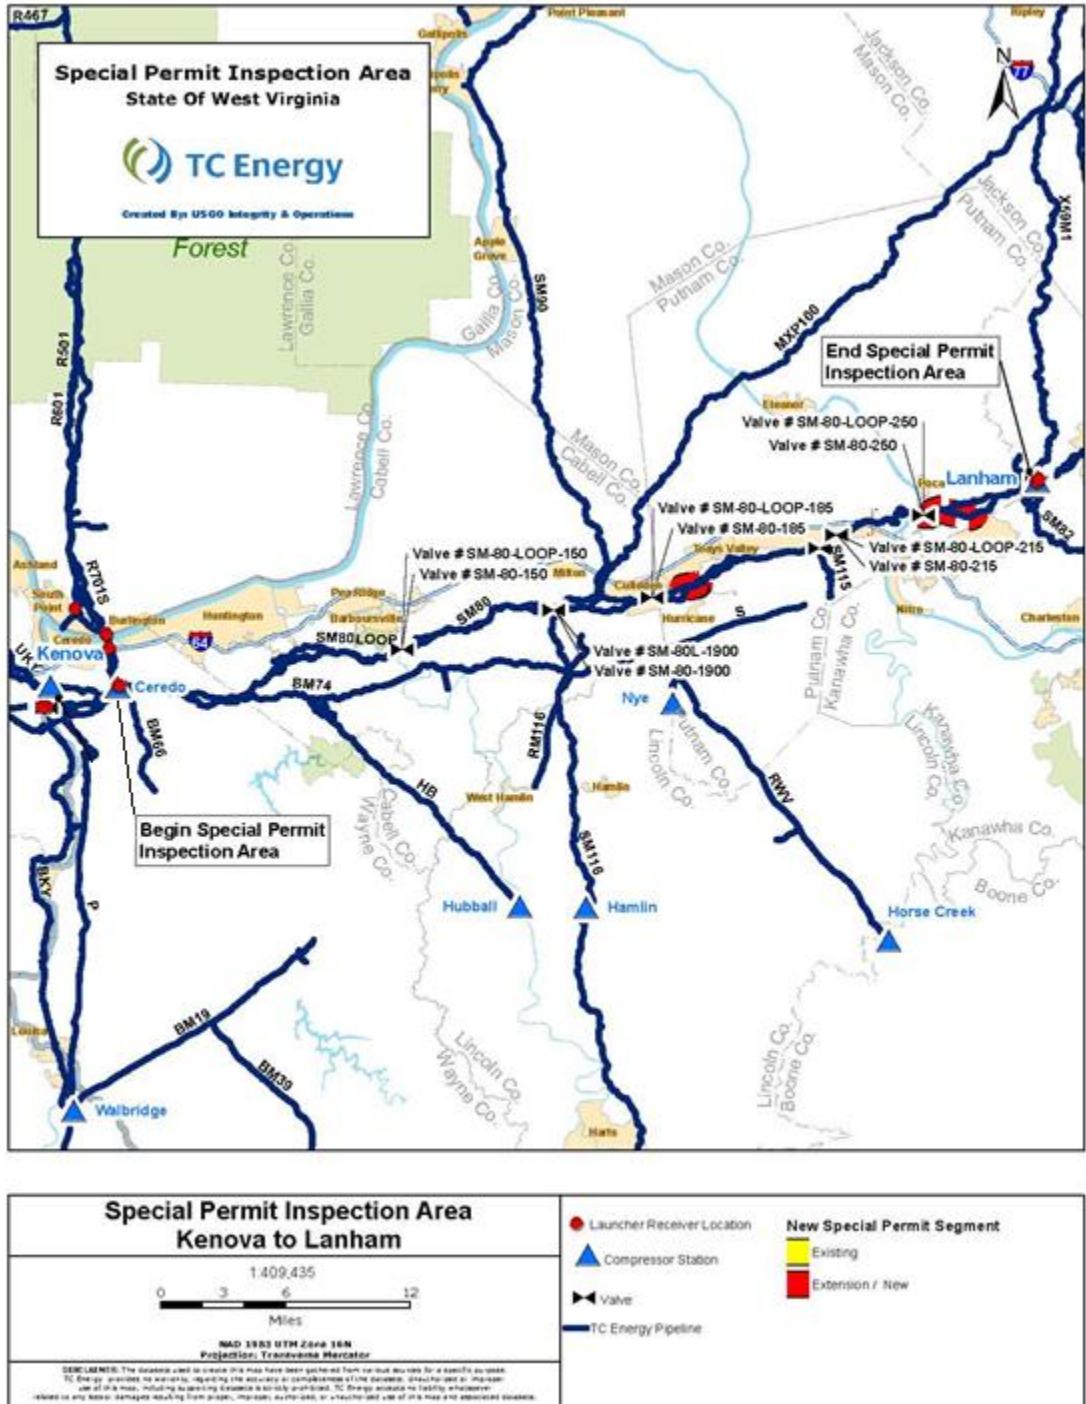 R467
Point Pleasant
Ripley
Gallipolis
Special Permit Inspection Area
State Of West Virginia
TC Energy
Created By: USGO Integrity & Operations
Jackson Co.
Mason Co.
N
77
Forest
Apple
Grove
Lawrence Co.
Gallia Co.
Gallia Co.
Mason Co.
SM90
Mason Co.
Putnam Co.
Jackson Co.
Putnam Co.
X59M1
MXP100
R501
R601
End Special Permit
Inspection Area
Eleanor
Valve # SM-80-LOOP-250
Valve # SM-80-250
Lawrence Co.
Cabell Co.
Mason Co.
Cabell Co.
Poca
Lanham
Valve # SM-80-LOOP-185
Valve # SM-80-185
SM82
Teays Valley
Valve # SM-80-LOOP-215
Valve # SM-80-215
SM115
Ashland
R701S
Valve # SM-80-LOOP-150
Valve # SM-80-150
Milton
Culloden
South
Point
Burlington
Huntington
Pea Ridge
Barboursville
SM80
Hurricane
S
Nitro
Charleston
Ceredo
Kenova
64
SM80LOOP
Valve # SM-80L-1900
Valve # SM-80-1900
Putnam Co.
Kanawha Co.
Ceredo
BM74
Nye
BM66
RM116
Putnam Co.
Lincoln Co.
Kanawha Co.
Lincoln Co.
HB
West Hamlin
Hamlin
RWV
Begin Special Permit
Inspection Area
Cabell Co.
Wayne Co.
SM116
Kanawha Co.
Boone Co.
BKY
P
Hubball
Hamlin
Horse Creek
Louisa
BM19
BM39
Lincoln Co.
Wayne Co.
Lincoln Co.
Boone Co.
Walbridge
Harts
Special Permit Inspection Area
Kenova to Lanham
1:409,435
0 3 6 12
Miles
NAD 1983 UTM Zone 16N
Projection: Transverse Mercator
Launcher Receiver Location
Compressor Station
Valve
TC Energy Pipeline
New Special Permit Segment
Existing
Extension / New